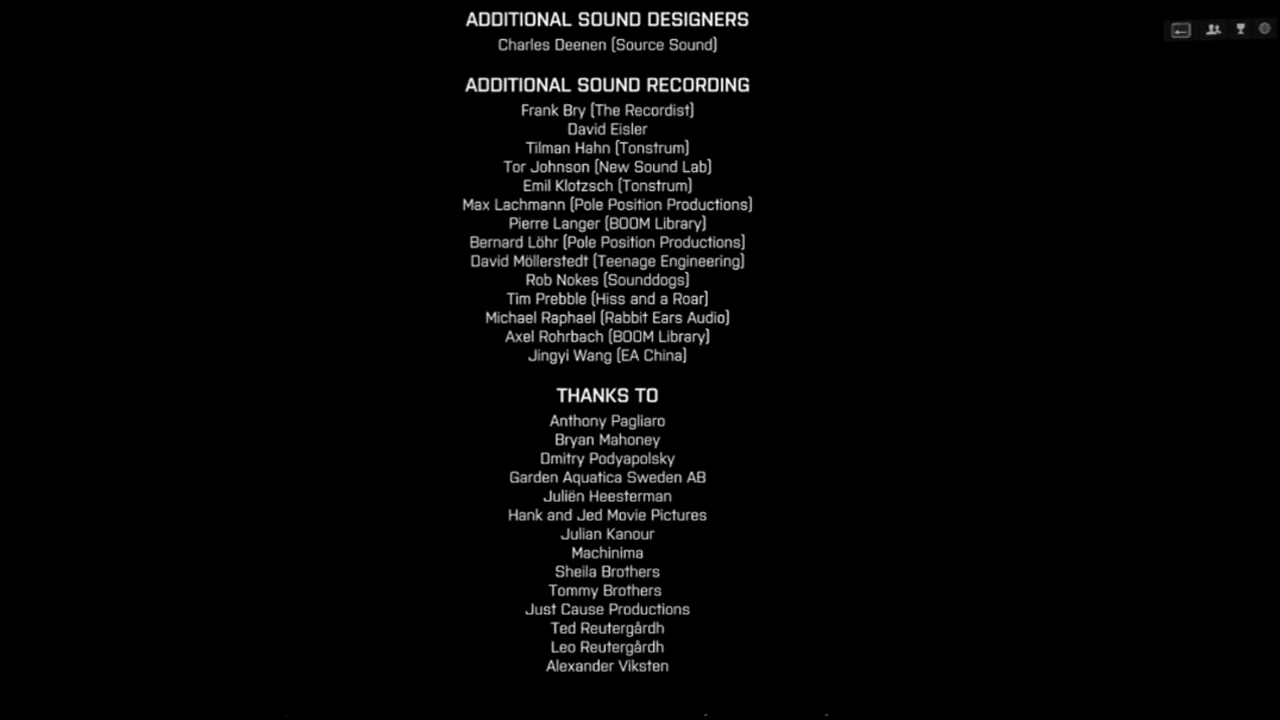 ADDITIONAL SOUND DESIGNERS
Charles Deenen (Source Sound)
ADDITIONAL SOUND RECORDING
Frank Bry (The Recordist)
David Eisler
Tilman Hahn (Tonstrum)
Tor Johnson (New Sound Lab)
Emil Klotzsch (Tonstrum)
Max Lachmann (Pole Position Productions)
Pierre Langer (BOOM Library)
Bernard Löhr (Pole Position Productions)
David Möllerstedt (Teenage Engineering)
Rob Nokes (Sounddogs)
Tim Prebble (Hiss and a Roar)
Michael Raphael (Rabbit Ears Audio)
Axel Rohrbach (BOOM Library)
Jingyi Wang (EA China)
THANKS TO
Anthony Pagliaro
Bryan Mahoney
Dmitry Podyapolsky
Garden Aquatica Sweden AB
Juliën Heesterman
Hank and Jed Movie Pictures
Julian Kanour
Machinima
Sheila Brothers
Tommy Brothers
Just Cause Productions
Ted Reutergårdh
Leo Reutergårdh
Alexander Viksten